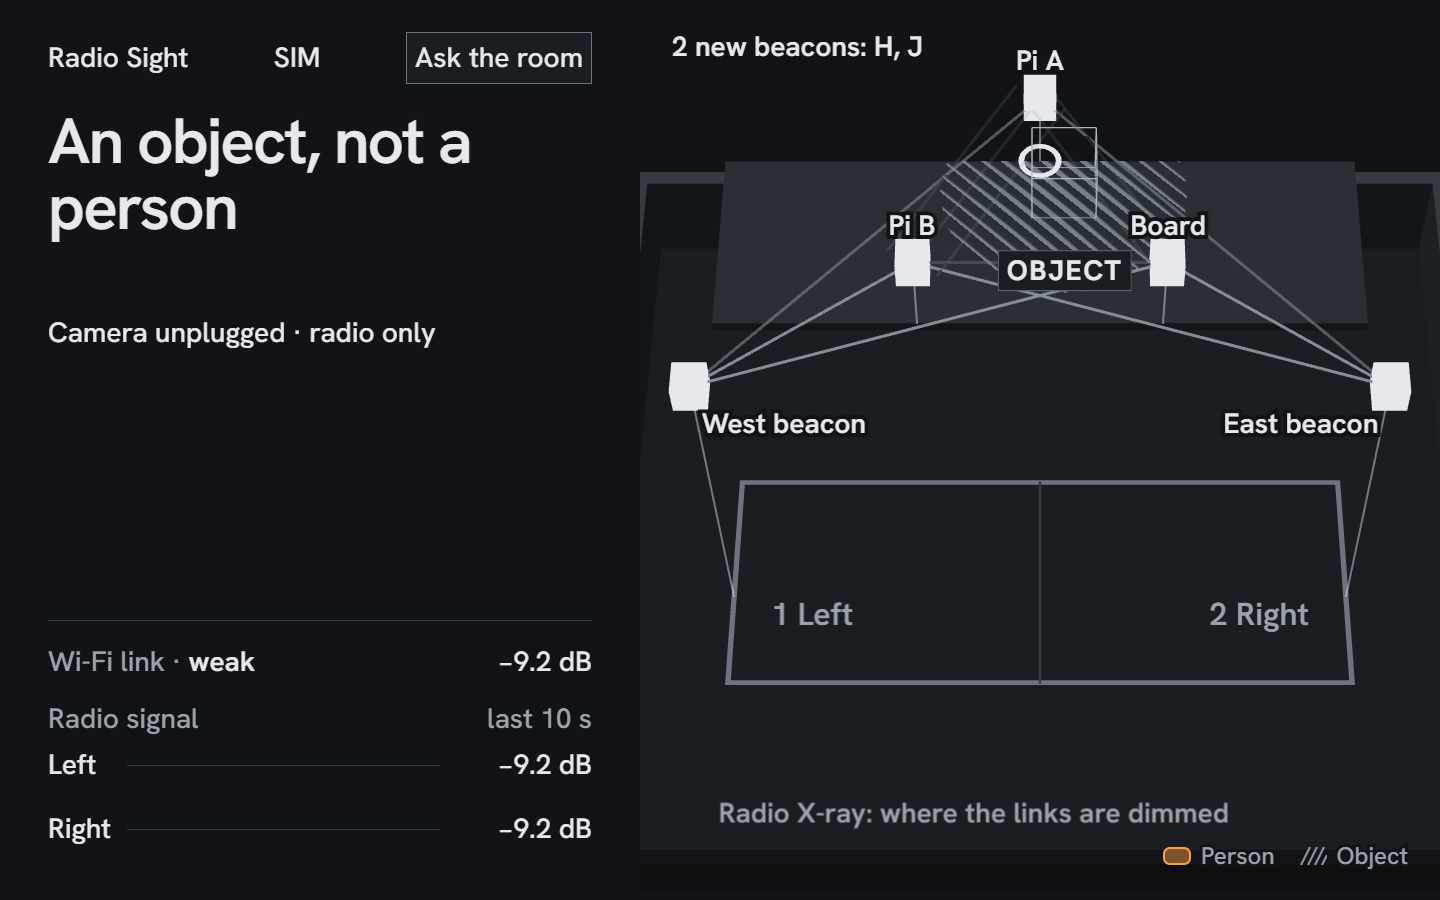 Radio Sight
SIM
Ask the room
An object, not a
person
Camera unplugged · radio only
Wi-Fi link · weak
−9.2 dB
Radio signal
last 10 s
Left
−9.2 dB
Right
−9.2 dB
2 new beacons: H, J
Pi A
Pi B
Board
OBJECT
West beacon
East beacon
1 Left
2 Right
Radio X-ray: where the links are dimmed
Person
Object